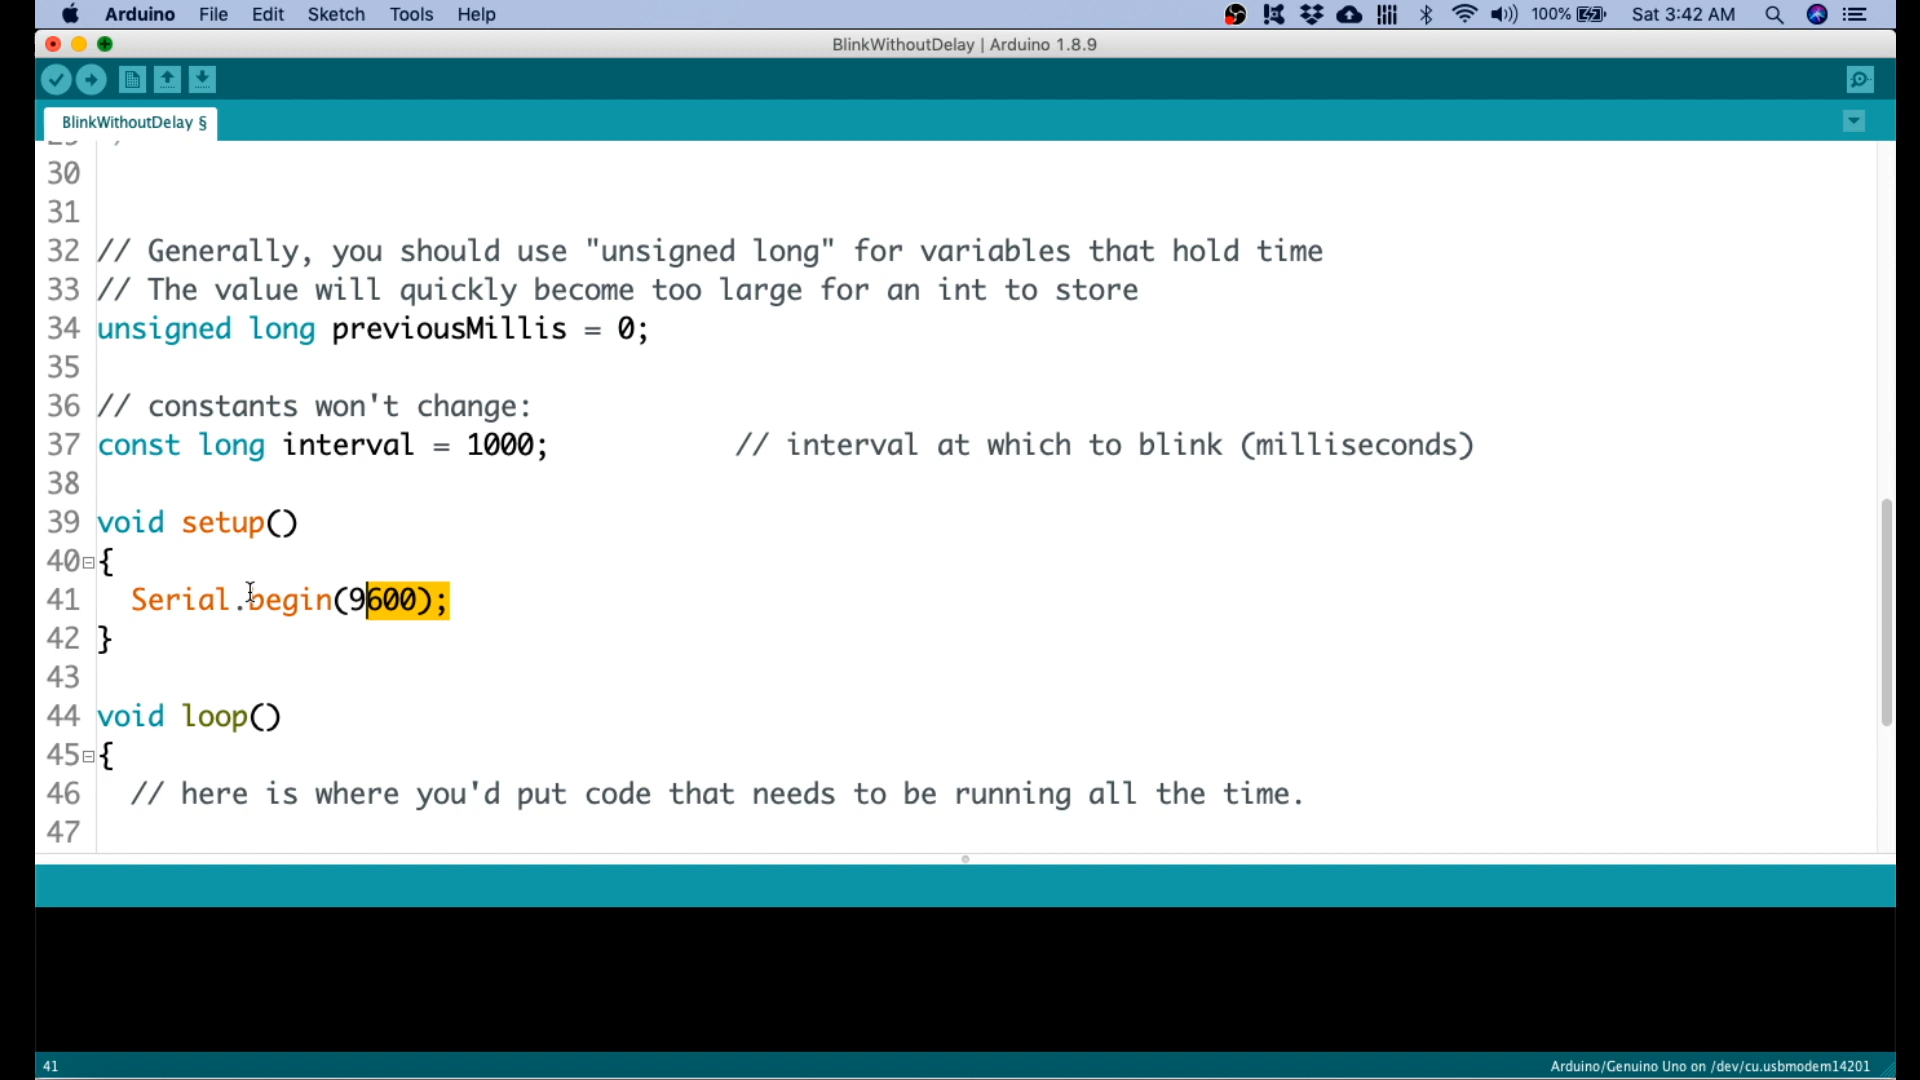 Arduino File Edit Sketch Tools Help 100% Sat 3:42 AM
BlinkWithoutDelay | Arduino 1.8.9
BlinkWithoutDelay §
30
31
32 // Generally, you should use "unsigned long" for variables that hold time
33 // The value will quickly become too large for an int to store
34 unsigned long previousMillis = 0;
35
36 // constants won't change:
37 const long interval = 1000; // interval at which to blink (milliseconds)
38
39 void setup()
40 {
41 Serial.begin(9600);
42 }
43
44 void loop()
45 {
46 // here is where you'd put code that needs to be running all the time.
47
41 Arduino/Genuino Uno on /dev/cu.usbmodem14201